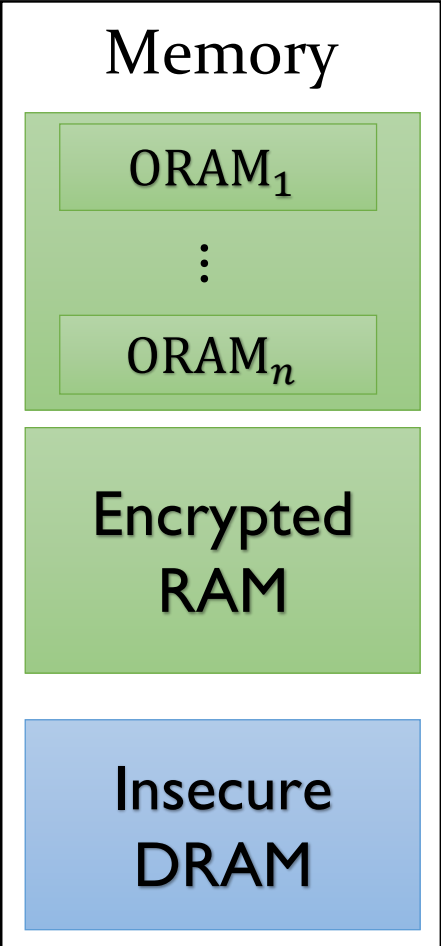 Memory
ORAM₁
⋮
ORAMₙ
Encrypted
RAM
Insecure
DRAM